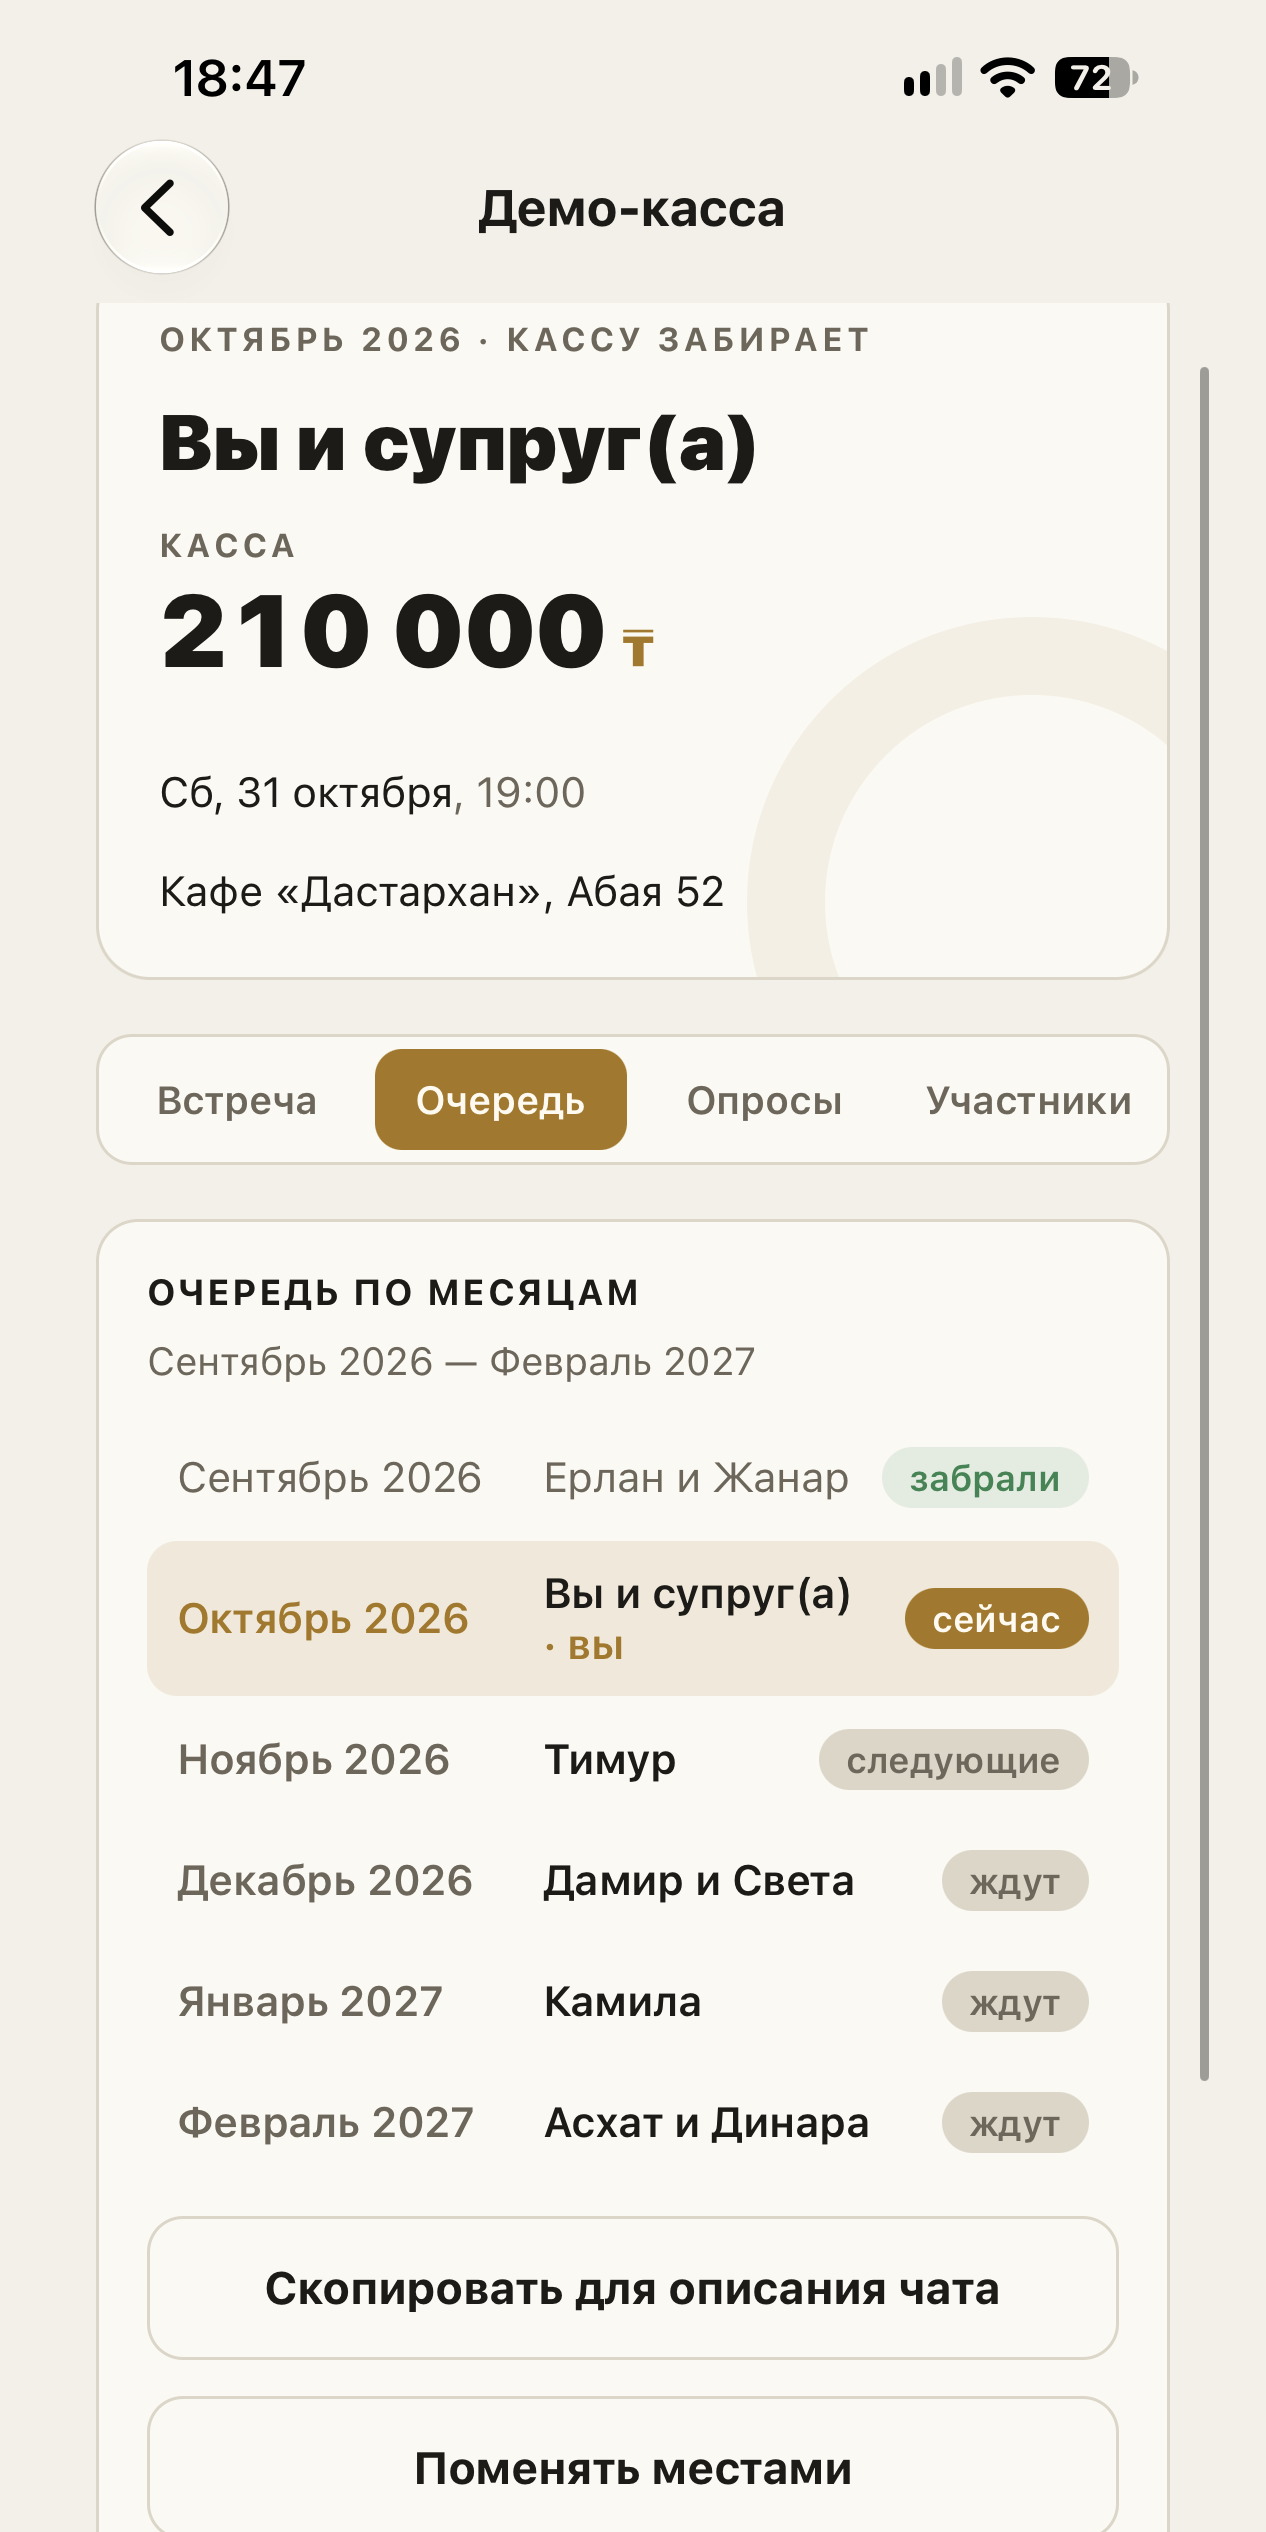 18:47
72
Демо-касса
ОКТЯБРЬ 2026 · КАССУ ЗАБИРАЕТ
Вы и супруг(а)
КАССА
210 000 ₸
Сб, 31 октября, 19:00
Кафе «Дастархан», Абая 52
Встреча Очередь Опросы Участники
ОЧЕРЕДЬ ПО МЕСЯЦАМ
Сентябрь 2026 — Февраль 2027
Сентябрь 2026 Ерлан и Жанар забрали
Октябрь 2026 Вы и супруг(а) · вы сейчас
Ноябрь 2026 Тимур следующие
Декабрь 2026 Дамир и Света ждут
Январь 2027 Камила ждут
Февраль 2027 Асхат и Динара ждут
Скопировать для описания чата
Поменять местами